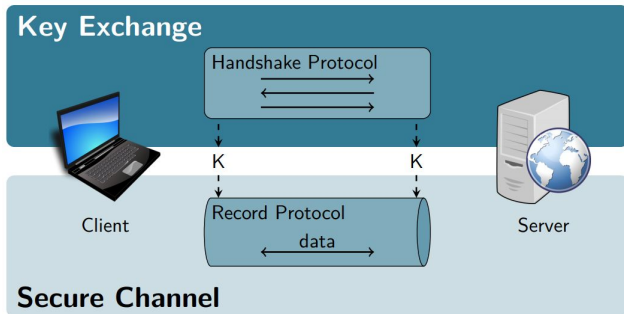 Key Exchange
Handshake Protocol
K
K
Client
Record Protocol
data
Server
Secure Channel